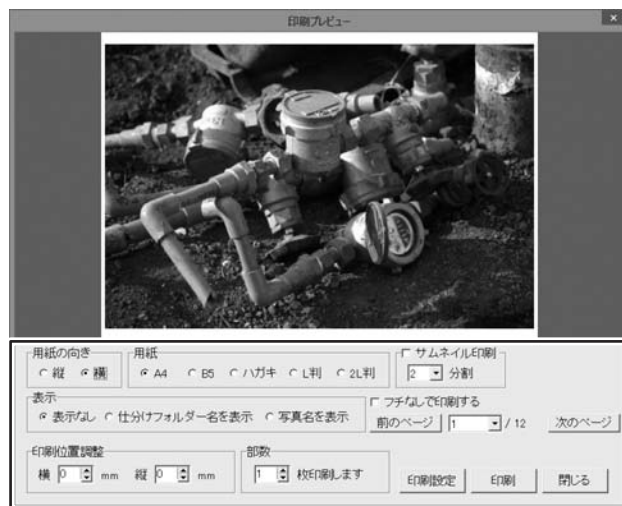 印刷プレビュー
用紙の向き
縦 横
用紙
A4 B5 ハガキ L判 2L判
サムネイル印刷
2 分割
表示
表示なし 仕分けフォルダー名を表示 写真名を表示
フチなしで印刷する
前のページ 1 / 12 次のページ
印刷位置調整
横 0 mm 縦 0 mm
部数
1 枚印刷します
印刷設定 印刷 閉じる